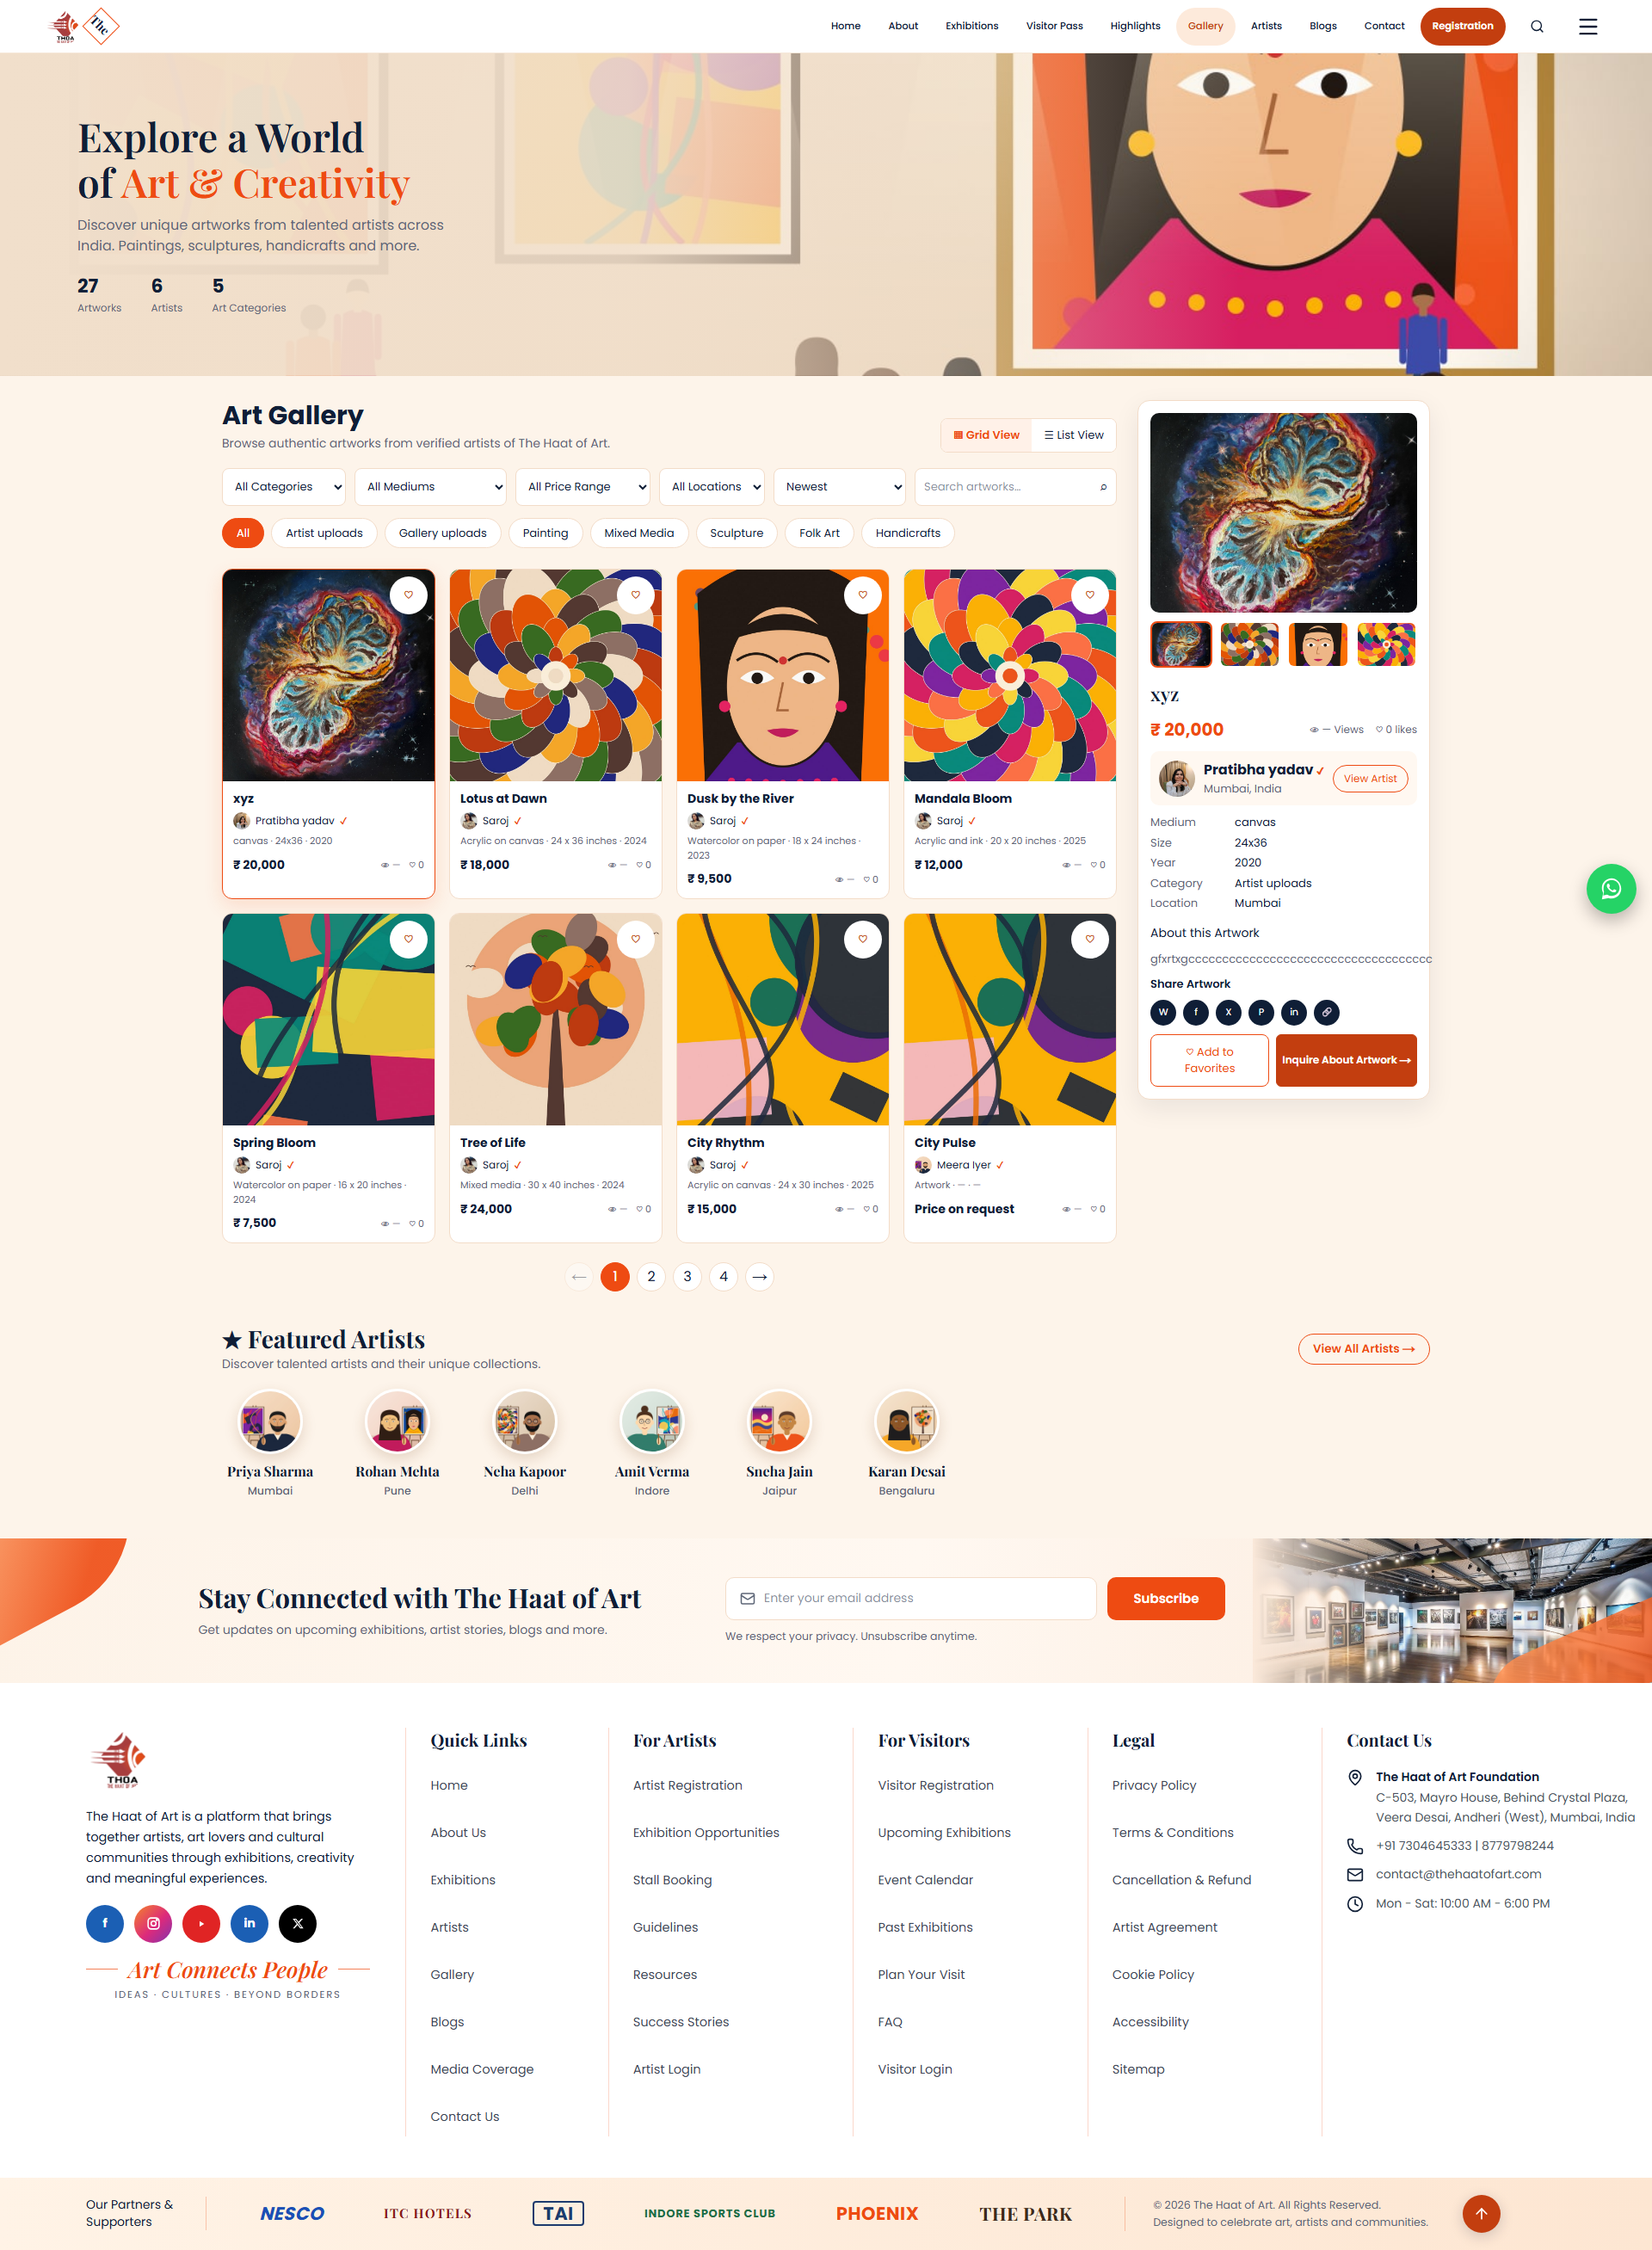 THOA
The
Home
About
Exhibitions
Visitor Pass
Highlights
Gallery
Artists
Blogs
Contact
Registration
Explore a World
of Art & Creativity
Discover unique artworks from talented artists across
India. Paintings, sculptures, handicrafts and more.
27
Artworks
6
Artists
5
Art Categories
Art Gallery
Browse authentic artworks from verified artists of The Haat of Art.
Grid View
List View
All Categories
All Mediums
All Price Range
All Locations
Newest
Search artworks...
All
Artist uploads
Gallery uploads
Painting
Mixed Media
Sculpture
Folk Art
Handicrafts
xyz
Pratibha yadav ✓
canvas · 24x36 · 2020
₹ 20,000
— ♡ 0
Lotus at Dawn
Saroj ✓
Acrylic on canvas · 24 x 36 inches · 2024
₹ 18,000
— ♡ 0
Dusk by the River
Saroj ✓
Watercolor on paper · 18 x 24 inches ·
2023
₹ 9,500
— ♡ 0
Mandala Bloom
Saroj ✓
Acrylic and ink · 20 x 20 inches · 2025
₹ 12,000
— ♡ 0
Spring Bloom
Saroj ✓
Watercolor on paper · 16 x 20 inches ·
2024
₹ 7,500
— ♡ 0
Tree of Life
Saroj ✓
Mixed media · 30 x 40 inches · 2024
₹ 24,000
— ♡ 0
City Rhythm
Saroj ✓
Acrylic on canvas · 24 x 30 inches · 2025
₹ 15,000
— ♡ 0
City Pulse
Meera Iyer ✓
Artwork · — · —
Price on request
— ♡ 0
← 1 2 3 4 →
xyz
₹ 20,000
— Views ♡ 0 likes
Pratibha yadav ✓
Mumbai, India
View Artist
Medium canvas
Size 24x36
Year 2020
Category Artist uploads
Location Mumbai
About this Artwork
Share Artwork
W f X P in
♡ Add to
Favorites
Inquire About Artwork →
★ Featured Artists
Discover talented artists and their unique collections.
View All Artists →
Priya Sharma
Mumbai
Rohan Mehta
Pune
Neha Kapoor
Delhi
Amit Verma
Indore
Sneha Jain
Jaipur
Karan Desai
Bengaluru
Stay Connected with The Haat of Art
Get updates on upcoming exhibitions, artist stories, blogs and more.
Enter your email address
Subscribe
We respect your privacy. Unsubscribe anytime.
THOA
THE HAAT OF ART
The Haat of Art is a platform that brings
together artists, art lovers and cultural
communities through exhibitions, creativity
and meaningful experiences.
f
in
X
Art Connects People
IDEAS · CULTURES · BEYOND BORDERS
Quick Links
Home
About Us
Exhibitions
Artists
Gallery
Blogs
Media Coverage
Contact Us
For Artists
Artist Registration
Exhibition Opportunities
Stall Booking
Guidelines
Resources
Success Stories
Artist Login
For Visitors
Visitor Registration
Upcoming Exhibitions
Event Calendar
Past Exhibitions
Plan Your Visit
FAQ
Visitor Login
Legal
Privacy Policy
Terms & Conditions
Cancellation & Refund
Artist Agreement
Cookie Policy
Accessibility
Sitemap
Contact Us
The Haat of Art Foundation
C-503, Mayro House, Behind Crystal Plaza,
Veera Desai, Andheri (West), Mumbai, India
+91 7304645333 | 8779798244
contact@thehaatofart.com
Mon - Sat: 10:00 AM - 6:00 PM
Our Partners &
Supporters
NESCO
ITC HOTELS
TAI
INDORE SPORTS CLUB
PHOENIX
THE PARK
© 2026 The Haat of Art. All Rights Reserved.
Designed to celebrate art, artists and communities.